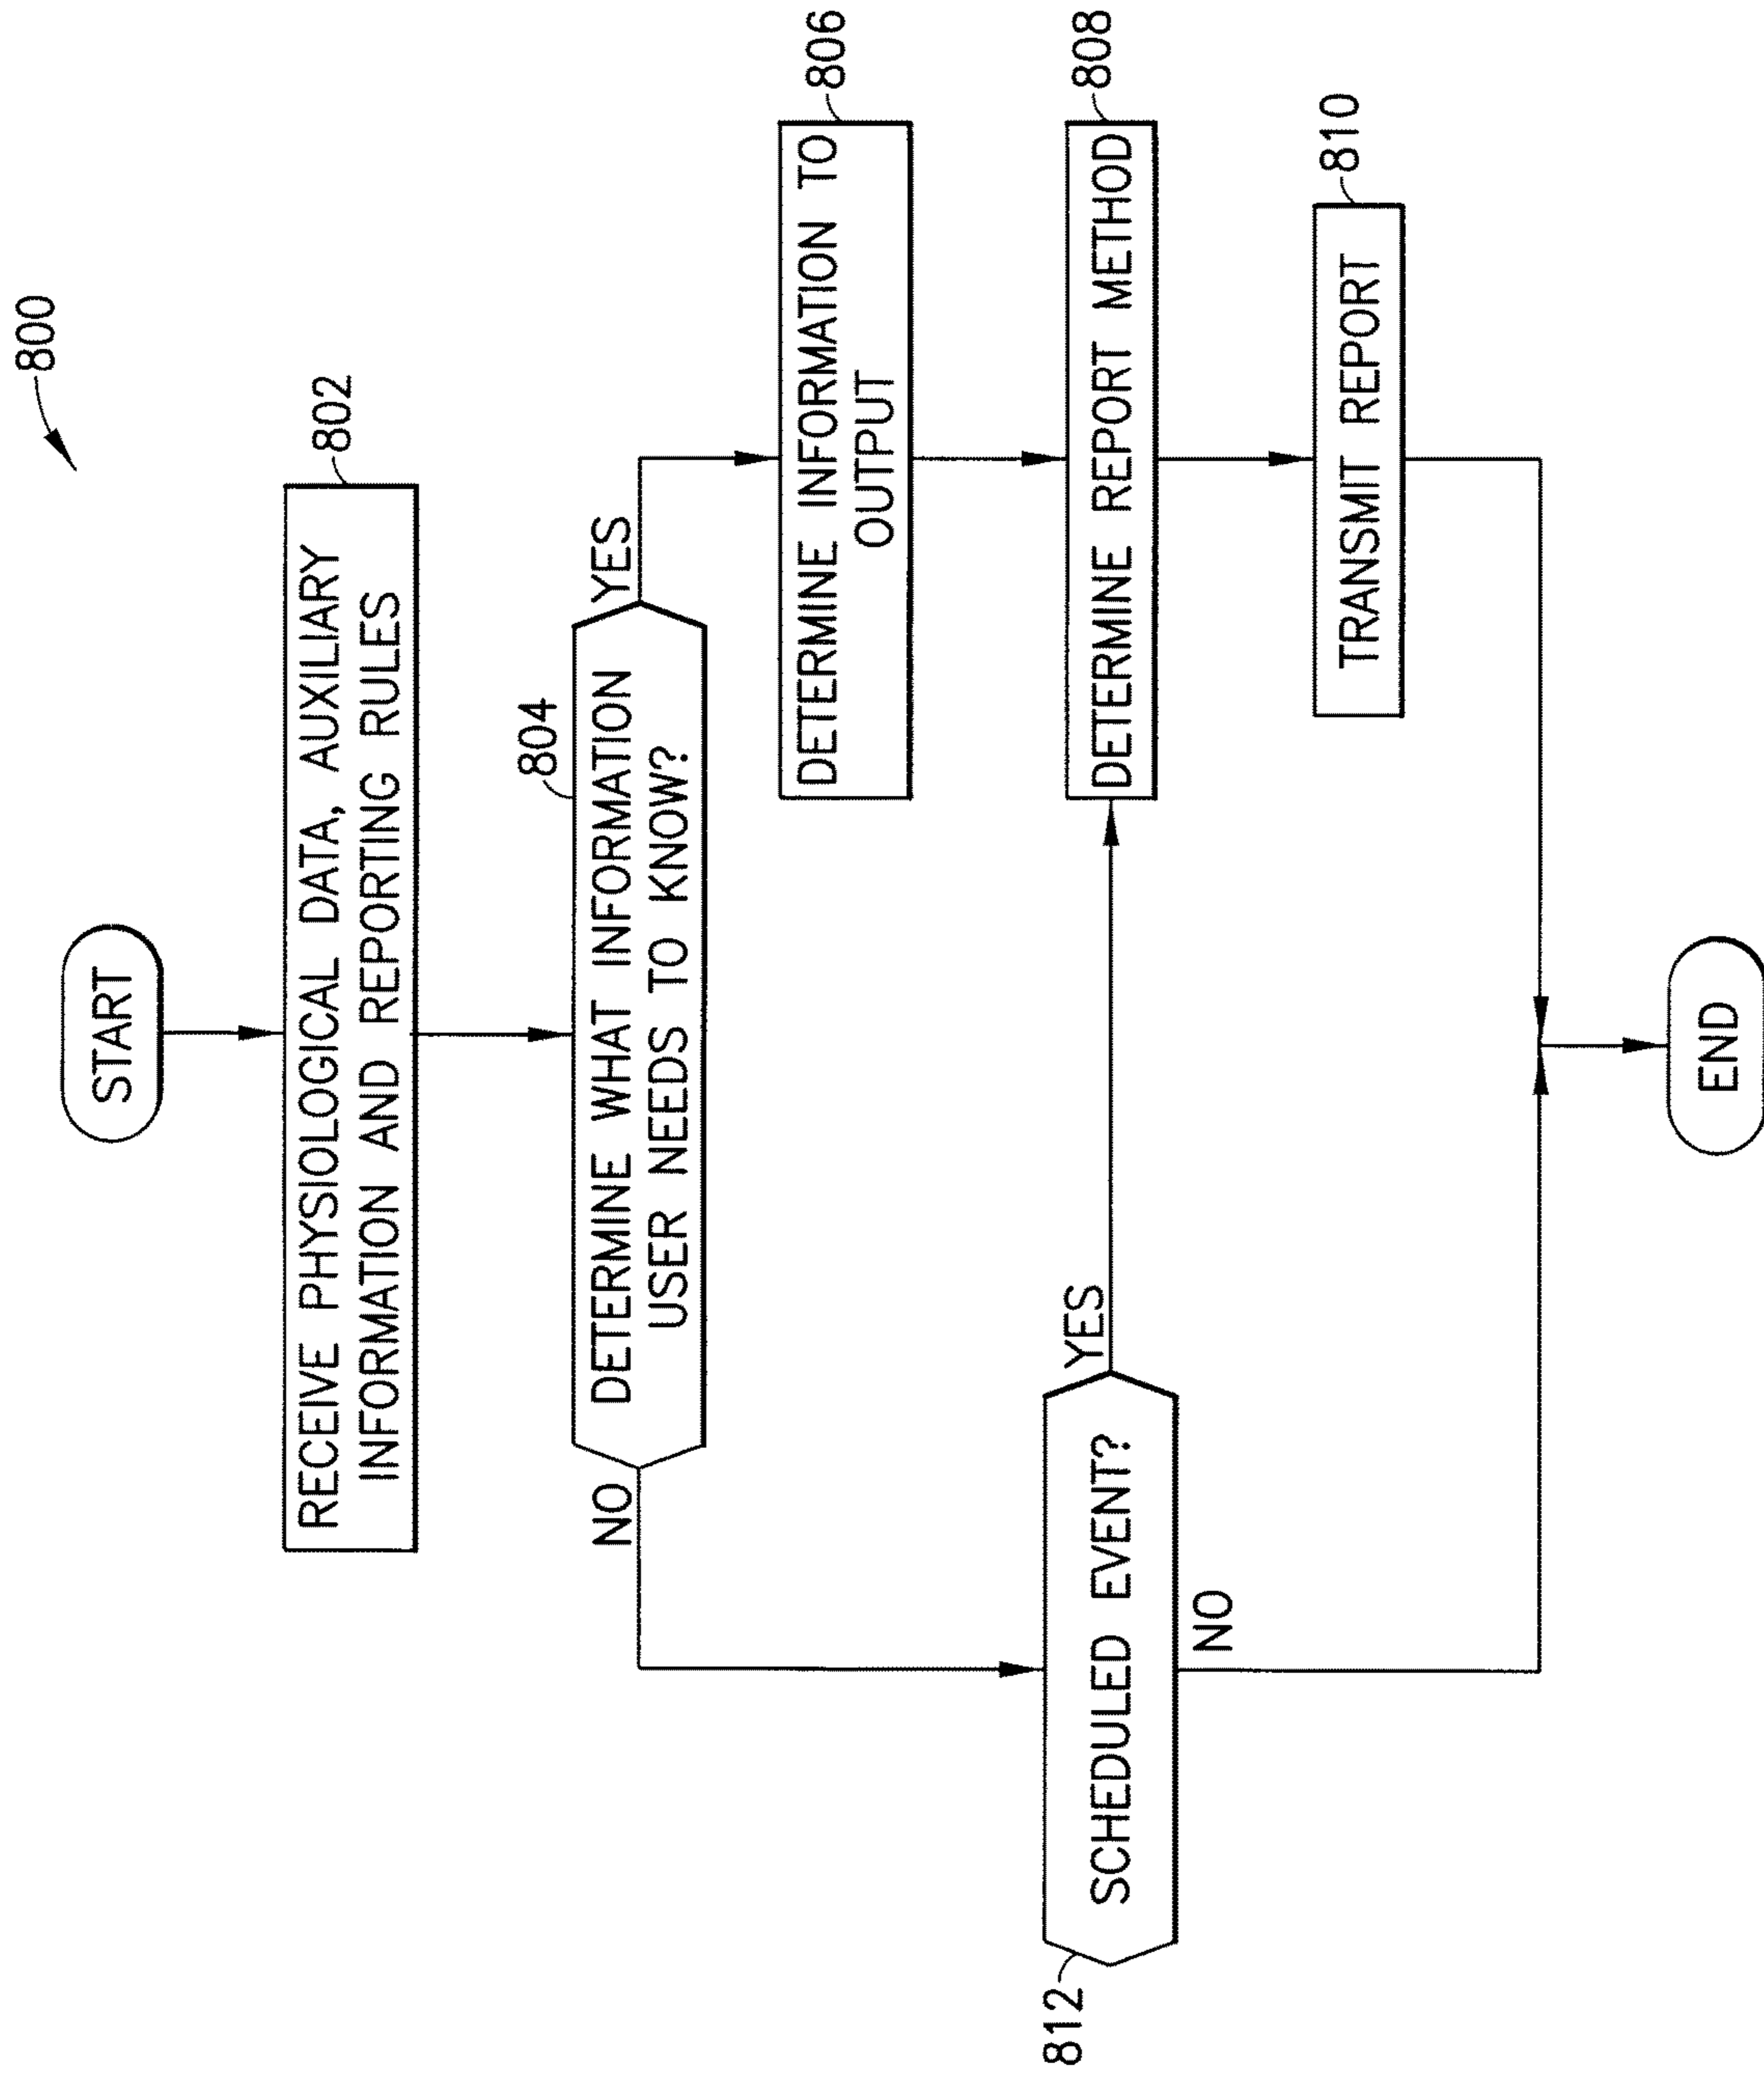 800
START
RECEIVE PHYSIOLOGICAL DATA, AUXILIARY
INFORMATION AND REPORTING RULES
802
804
DETERMINE WHAT INFORMATION
USER NEEDS TO KNOW?
NO
YES
DETERMINE INFORMATION TO
OUTPUT
806
812
SCHEDULED EVENT?
YES
NO
DETERMINE REPORT METHOD
808
TRANSMIT REPORT
810
END